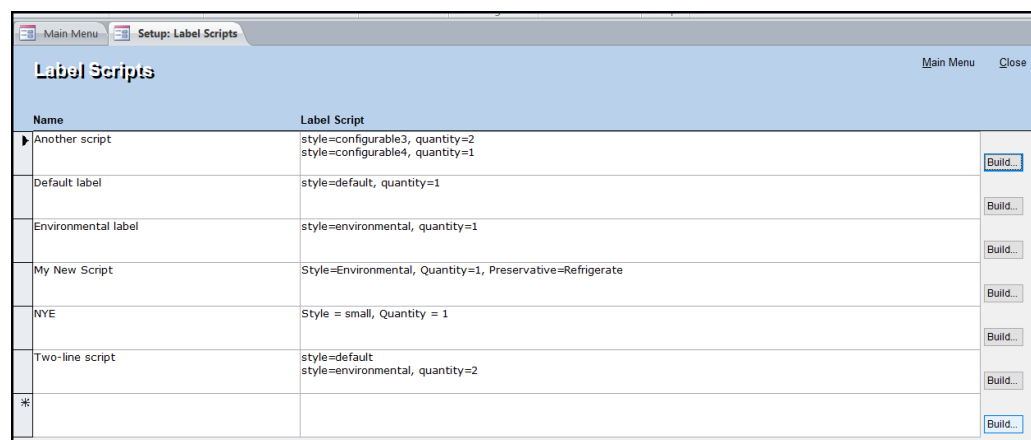 Main Menu Setup: Label Scripts
Label Scripts Main Menu Close
Name Label Script
Another script style=configurable3, quantity=2
style=configurable4, quantity=1
Build...
Default label style=default, quantity=1
Build...
Environmental label style=environmental, quantity=1
Build...
My New Script Style=Environmental, Quantity=1, Preservative=Refrigerate
Build...
NYE Style = small, Quantity = 1
Build...
Two-line script style=default
style=environmental, quantity=2
Build...
Build...